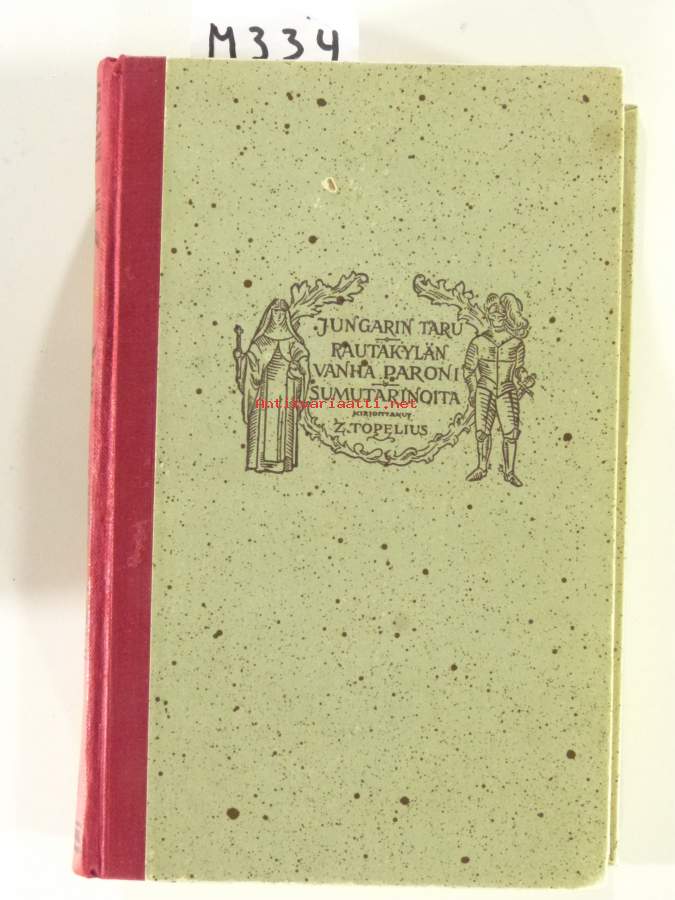 M334
JUNGARIN TARU
RAUTAKYLÄN
VANHA PARONI
SUMUTARINOITA
Antikvariaatti.net
KIRJOITTANUT
Z. TOPELIUS